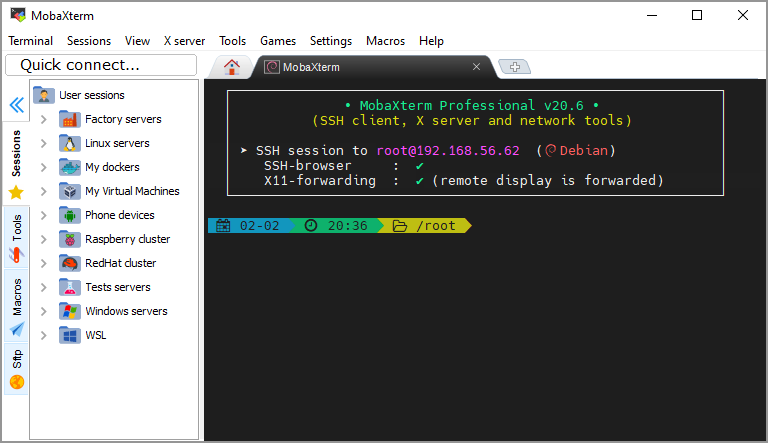 MobaXterm
Terminal Sessions View X server Tools Games Settings Macros Help
Quick connect...
MobaXterm
User sessions
Factory servers
Linux servers
My dockers
My Virtual Machines
Phone devices
Raspberry cluster
RedHat cluster
Tests servers
Windows servers
WSL
Sessions
Tools
Macros
Sftp
• MobaXterm Professional v20.6 •
(SSH client, X server and network tools)
➤ SSH session to root@192.168.56.62 (Debian)
SSH-browser : ✔
X11-forwarding : ✔ (remote display is forwarded)
02-02 20:36 /root